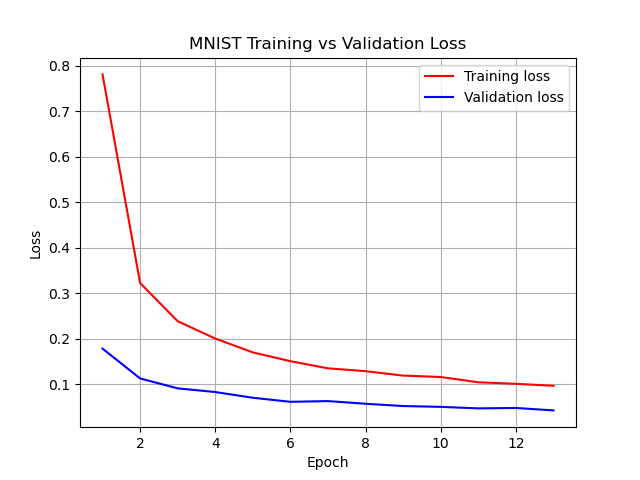 MNIST Training vs Validation Loss
Training loss
Validation loss
0.8
0.7
0.6
0.5
0.4
0.3
0.2
0.1
Loss
2 4 6 8 10 12
Epoch